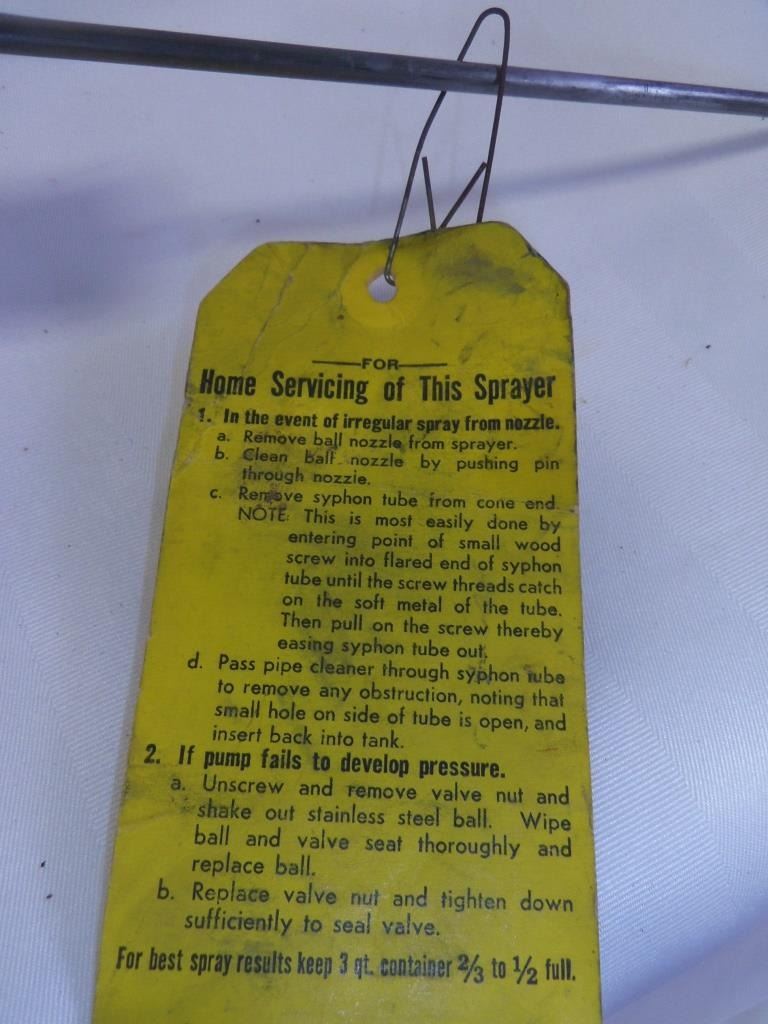 FOR
Home Servicing of This Sprayer
1. In the event of irregular spray from nozzle.
a. Remove ball nozzle from sprayer.
b. Clean ball nozzle by pushing pin
through nozzle.
c. Remove syphon tube from cone end.
NOTE: This is most easily done by
entering point of small wood
screw into flared end of syphon
tube until the screw threads catch
on the soft metal of the tube.
Then pull on the screw thereby
easing syphon tube out.
d. Pass pipe cleaner through syphon tube
to remove any obstruction, noting that
small hole on side of tube is open, and
insert back into tank.
2. If pump fails to develop pressure.
a. Unscrew and remove valve nut and
shake out stainless steel ball. Wipe
ball and valve seat thoroughly and
replace ball.
b. Replace valve nut and tighten down
sufficiently to seal valve.
For best spray results keep 3 qt. container 2/3 to 1/2 full.